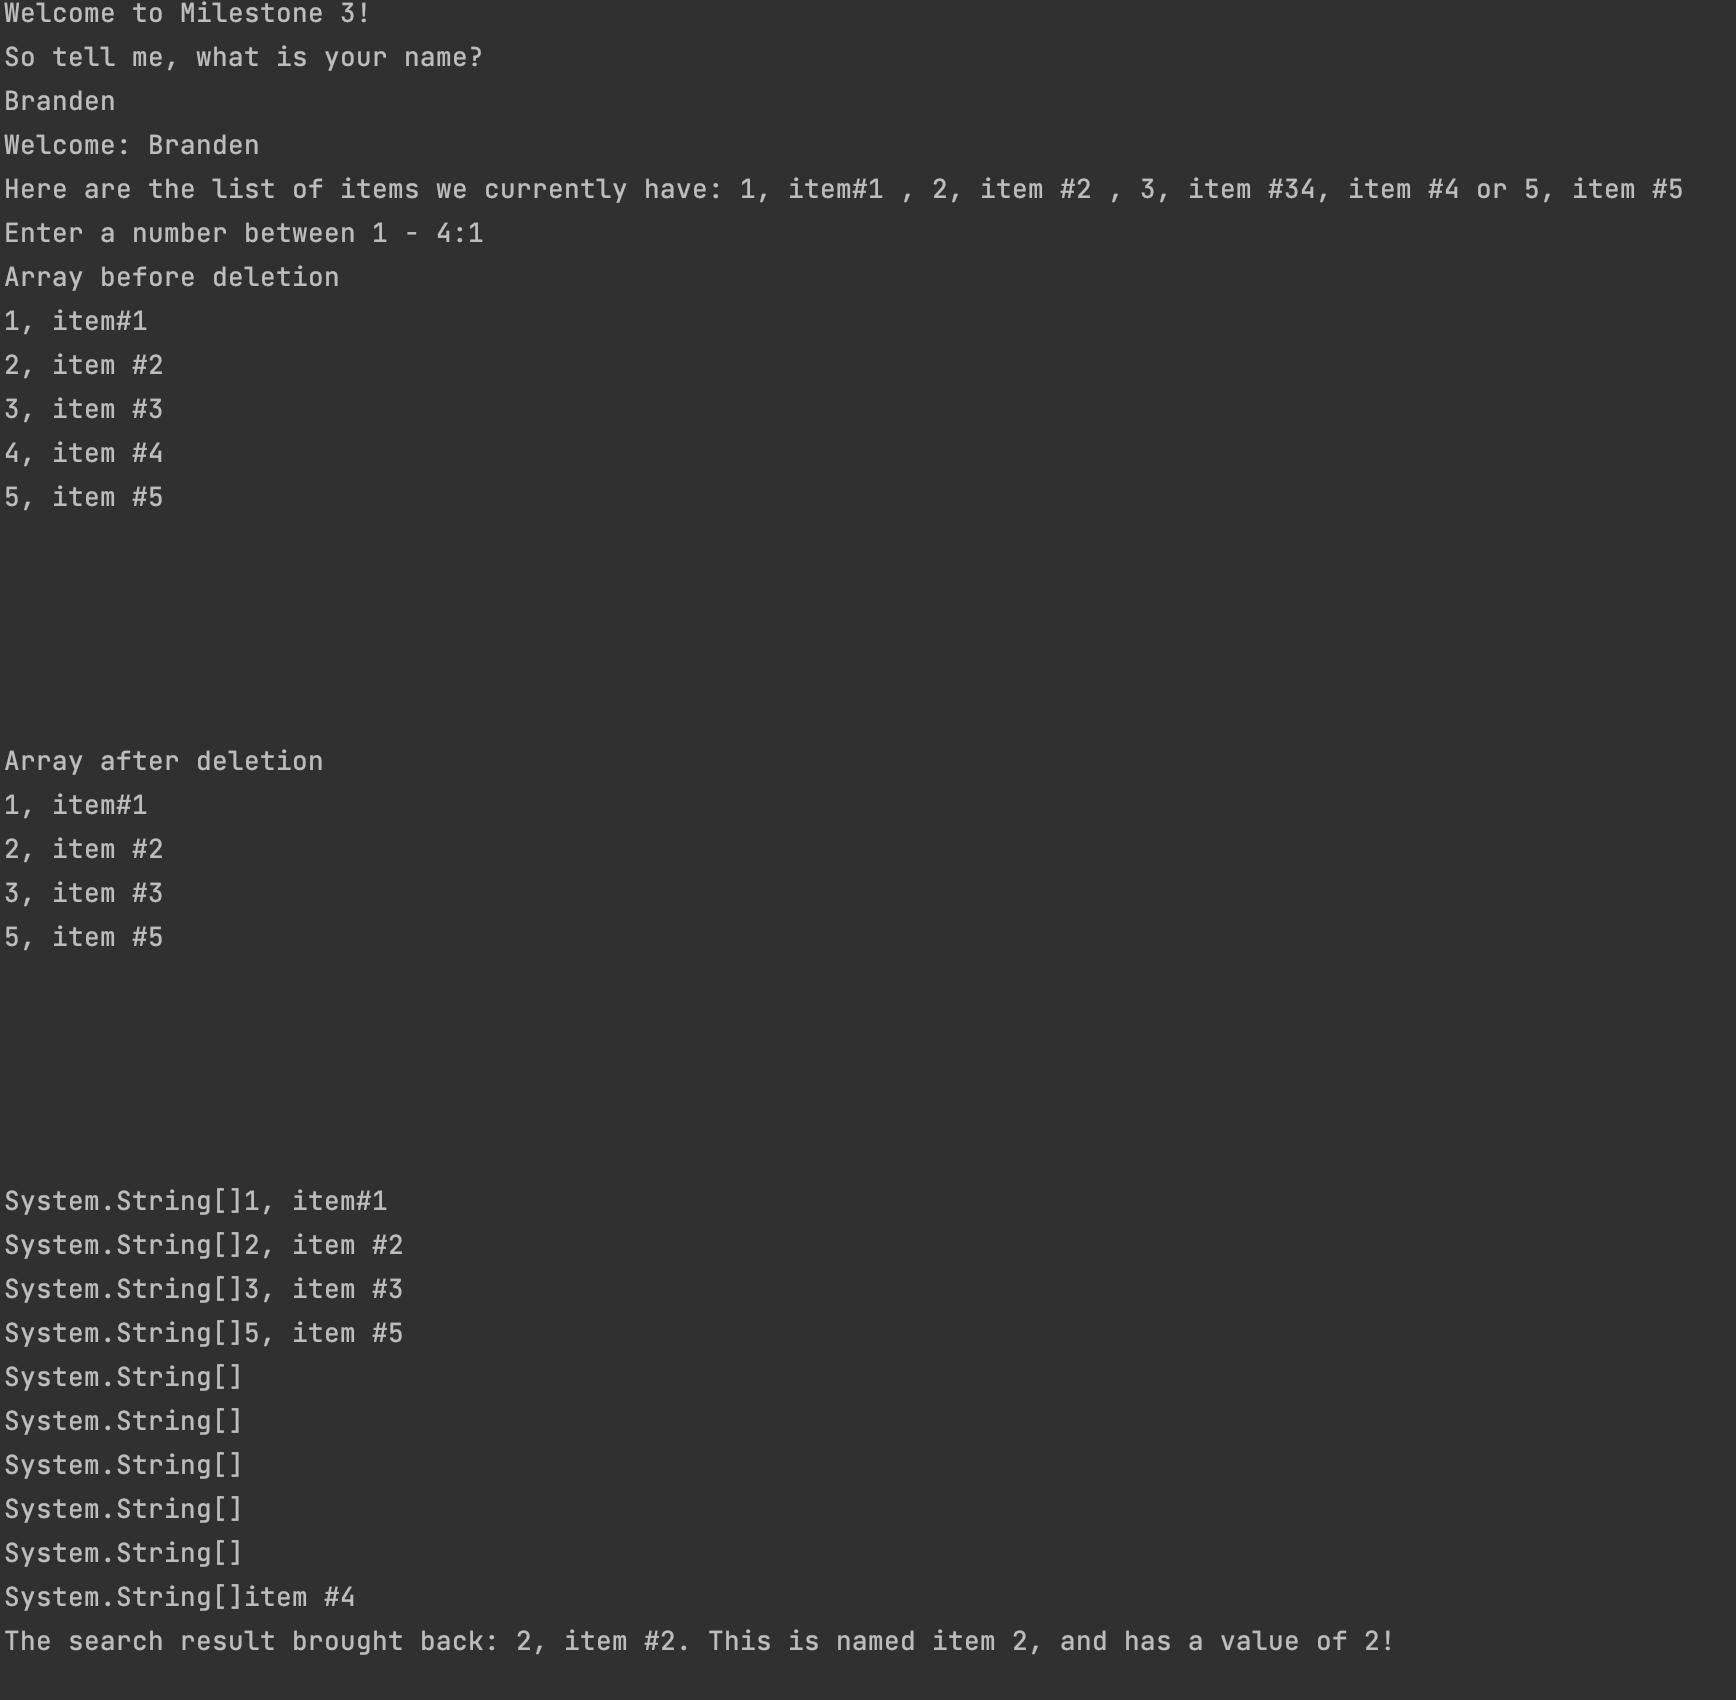 Welcome to Milestone 3!
So tell me, what is your name?
Branden
Welcome: Branden
Here are the list of items we currently have: 1, item#1 , 2, item #2 , 3, item #34, item #4 or 5, item #5
Enter a number between 1 - 4:1
Array before deletion
1, item#1
2, item #2
3, item #3
4, item #4
5, item #5
Array after deletion
1, item#1
2, item #2
3, item #3
5, item #5
System.String[]1, item#1
System.String[]2, item #2
System.String[]3, item #3
System.String[]5, item #5
System.String[]
System.String[]
System.String[]
System.String[]
System.String[]
System.String[]item #4
The search result brought back: 2, item #2. This is named item 2, and has a value of 2!